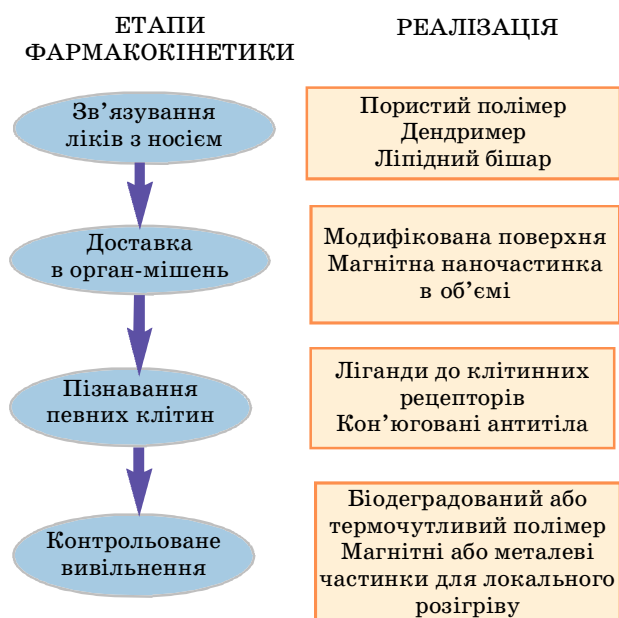 ЕТАПИ
ФАРМАКОКІНЕТИКИ
РЕАЛІЗАЦІЯ
Зв’язування
ліків з носієм
Пористий полімер
Дендример
Ліпідний бішар
Доставка
в орган-мішень
Модифікована поверхня
Магнітна наночастинка
в об’ємі
Пізнавання
певних клітин
Ліганди до клітинних
рецепторів
Кон’юговані антитіла
Контрольоване
вивільнення
Біодеградований або
термочутливий полімер
Магнітні або металеві
частинки для локального
розігріву